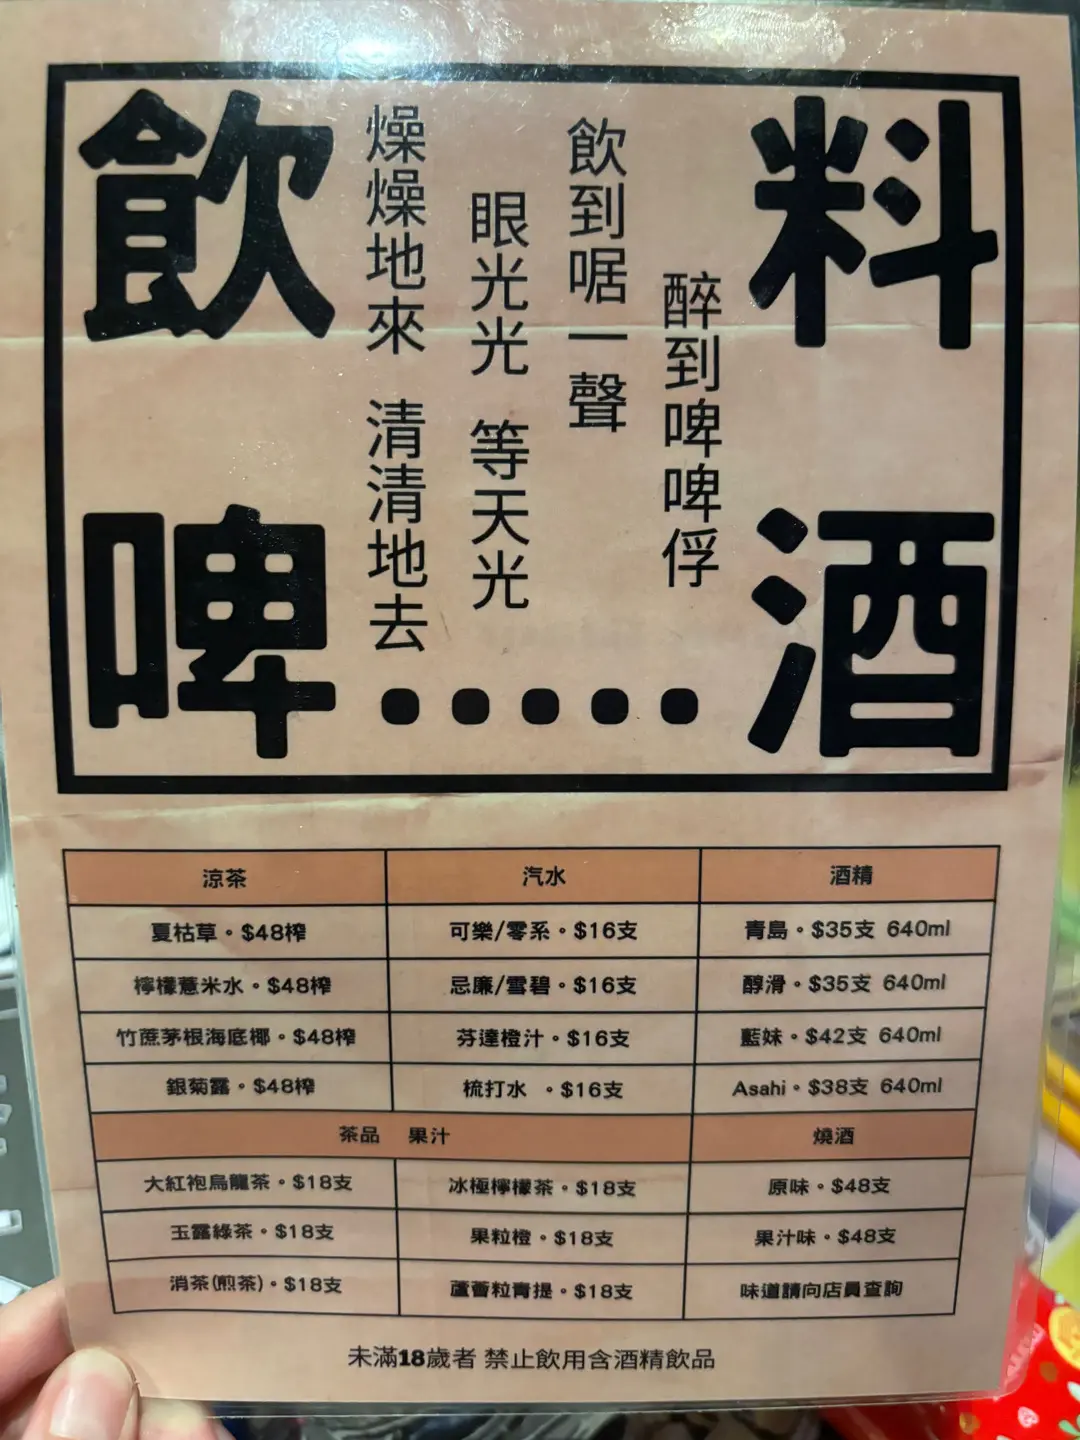 飲料
啤.....酒
燥燥地來 清清地去
眼光光 等天光
飲到啹一聲
醉到啤啤俘
涼茶 汽水 酒精
夏枯草。$48榨 可樂/零系。$16支 青島。$35支 640ml
檸檬薏米水。$48榨 忌廉/雪碧。$16支 醇滑。$35支 640ml
竹蔗茅根海底椰。$48榨 芬達橙汁。$16支 藍妹。$42支 640ml
銀菊露。$48榨 梳打水 。$16支 Asahi。$38支 640ml
茶品 果汁 燒酒
大紅袍烏龍茶。$18支 冰極檸檬茶。$18支 原味。$48支
玉露綠茶。$18支 果粒橙。$18支 果汁味。$48支
消茶(煎茶)。$18支 蘆薈粒青提。$18支 味道請向店員查詢
未滿18歲者 禁止飲用含酒精飲品